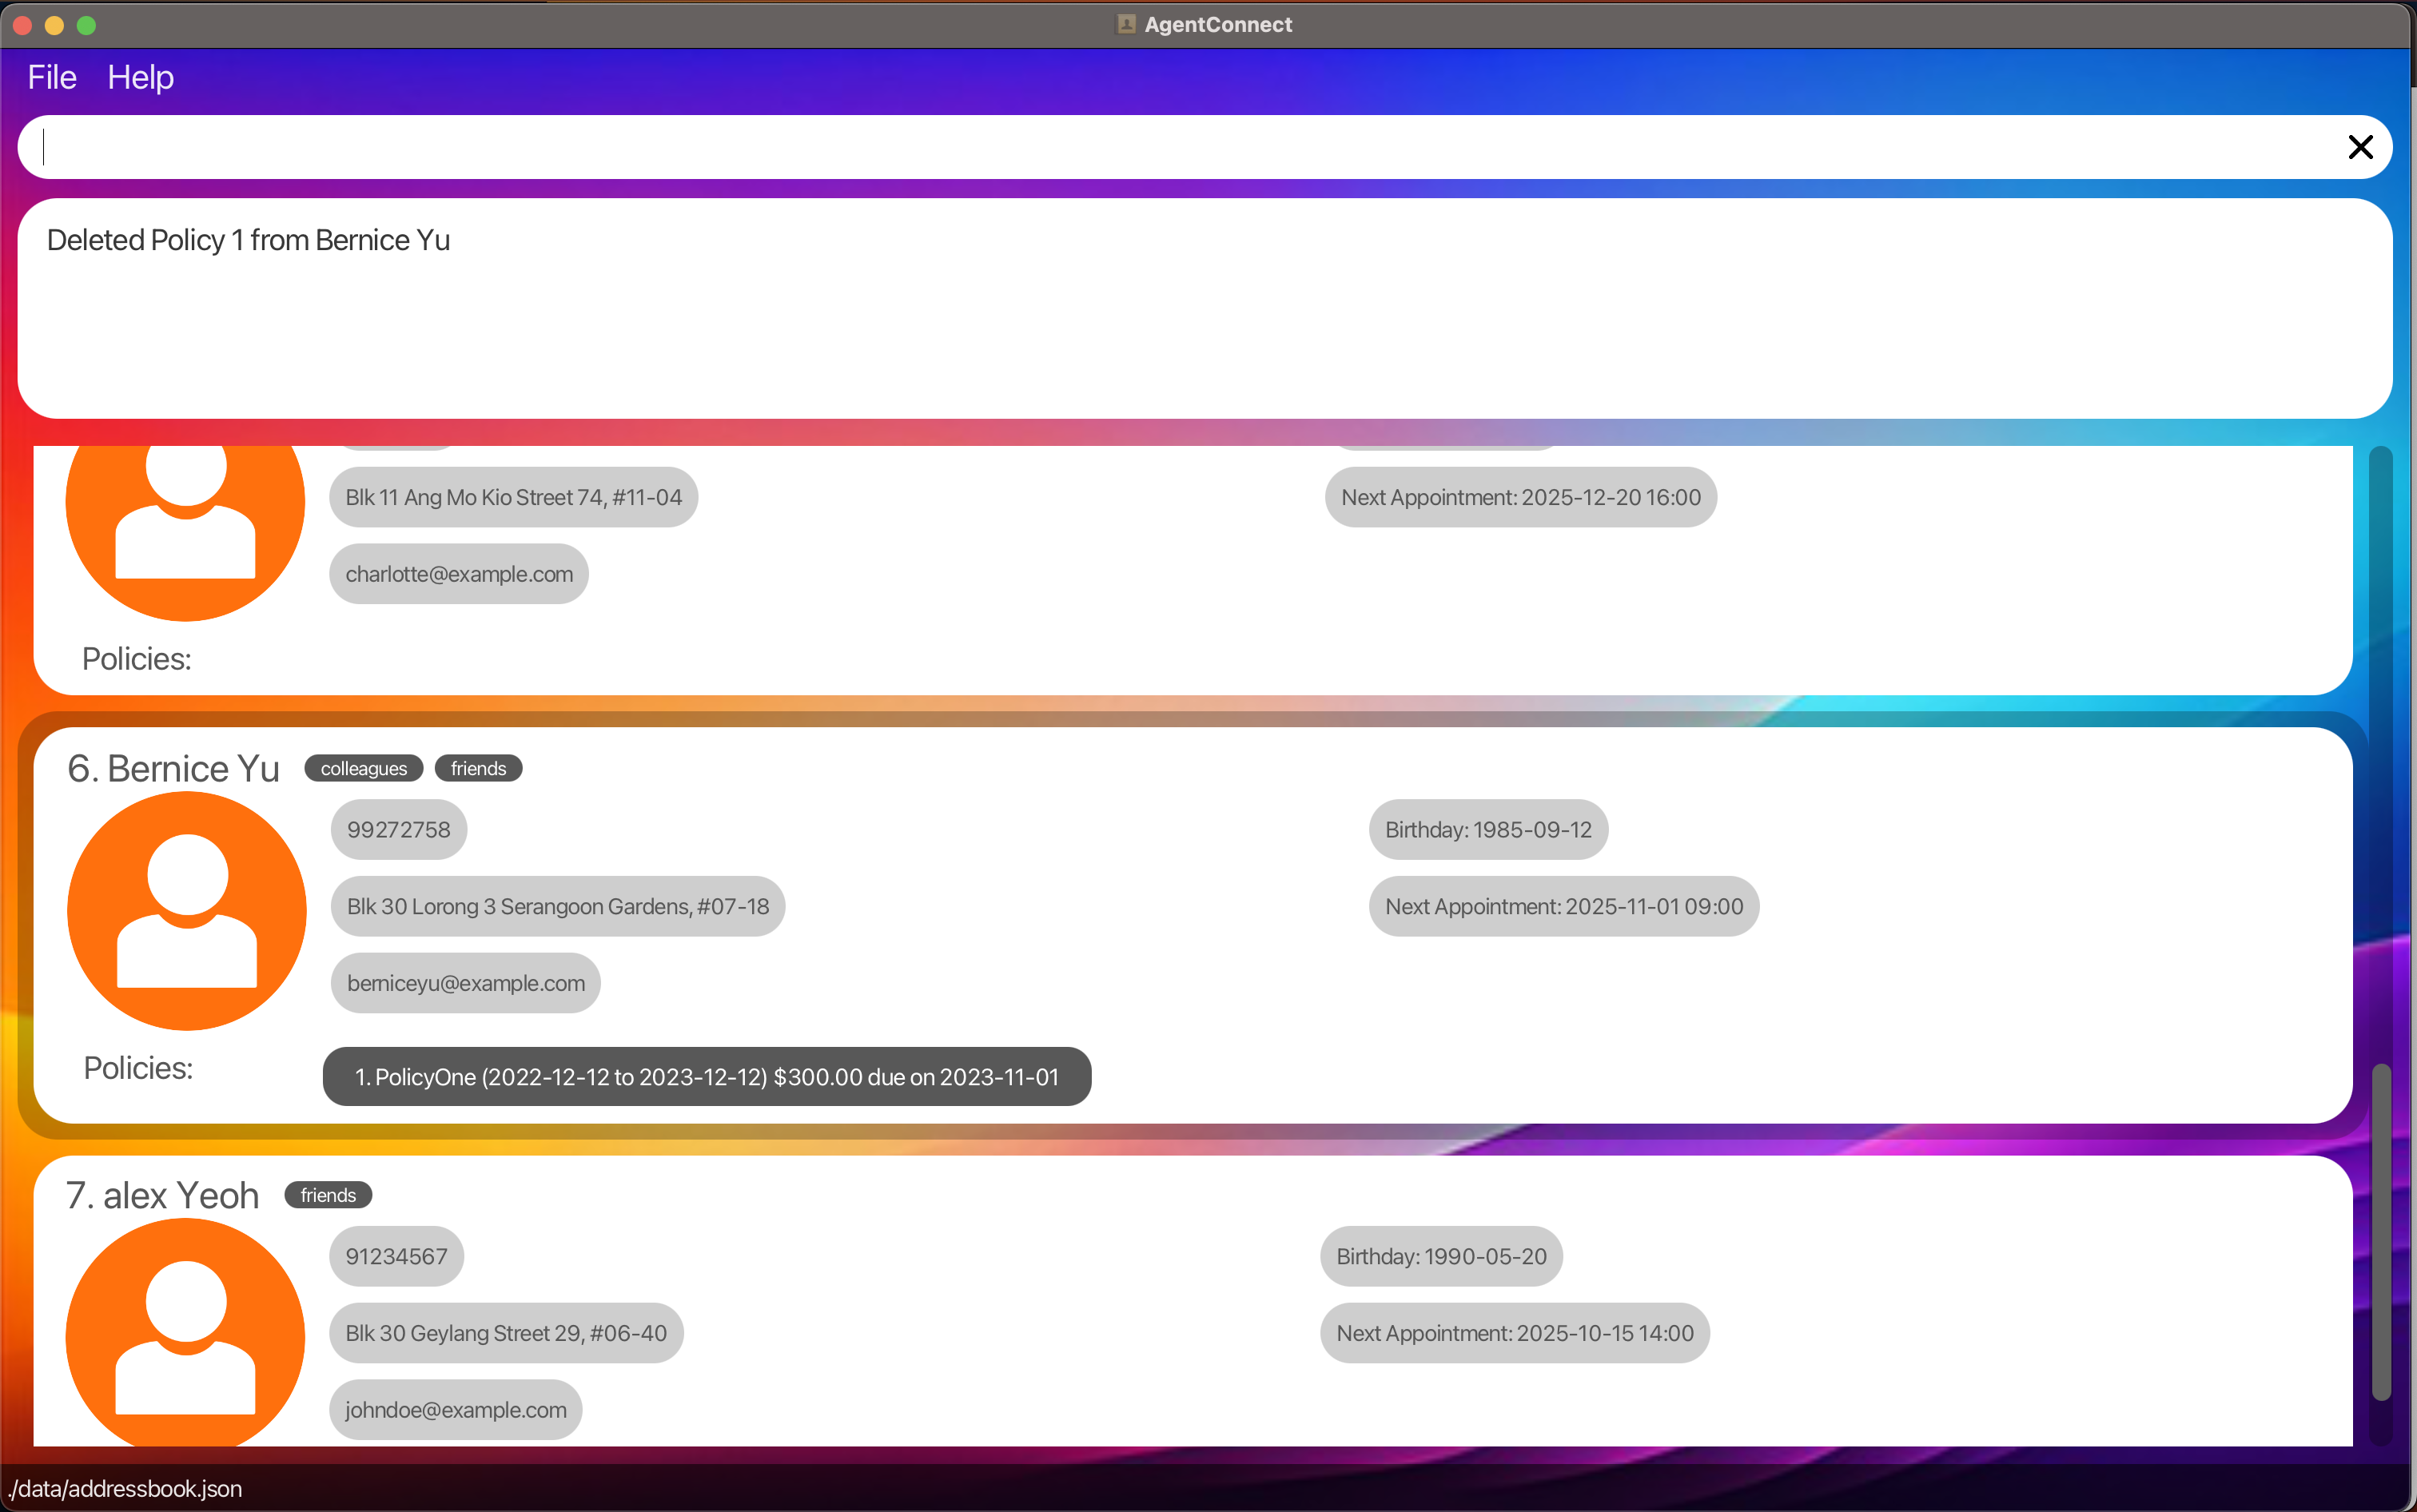 AgentConnect
File Help
Deleted Policy 1 from Bernice Yu
Blk 11 Ang Mo Kio Street 74, #11-04
Next Appointment: 2025-12-20 16:00
charlotte@example.com
Policies:
6. Bernice Yu colleagues friends
99272758
Birthday: 1985-09-12
Blk 30 Lorong 3 Serangoon Gardens, #07-18
Next Appointment: 2025-11-01 09:00
berniceyu@example.com
Policies:
1. PolicyOne (2022-12-12 to 2023-12-12) $300.00 due on 2023-11-01
7. alex Yeoh friends
91234567
Birthday: 1990-05-20
Blk 30 Geylang Street 29, #06-40
Next Appointment: 2025-10-15 14:00
johndoe@example.com
./data/addressbook.json